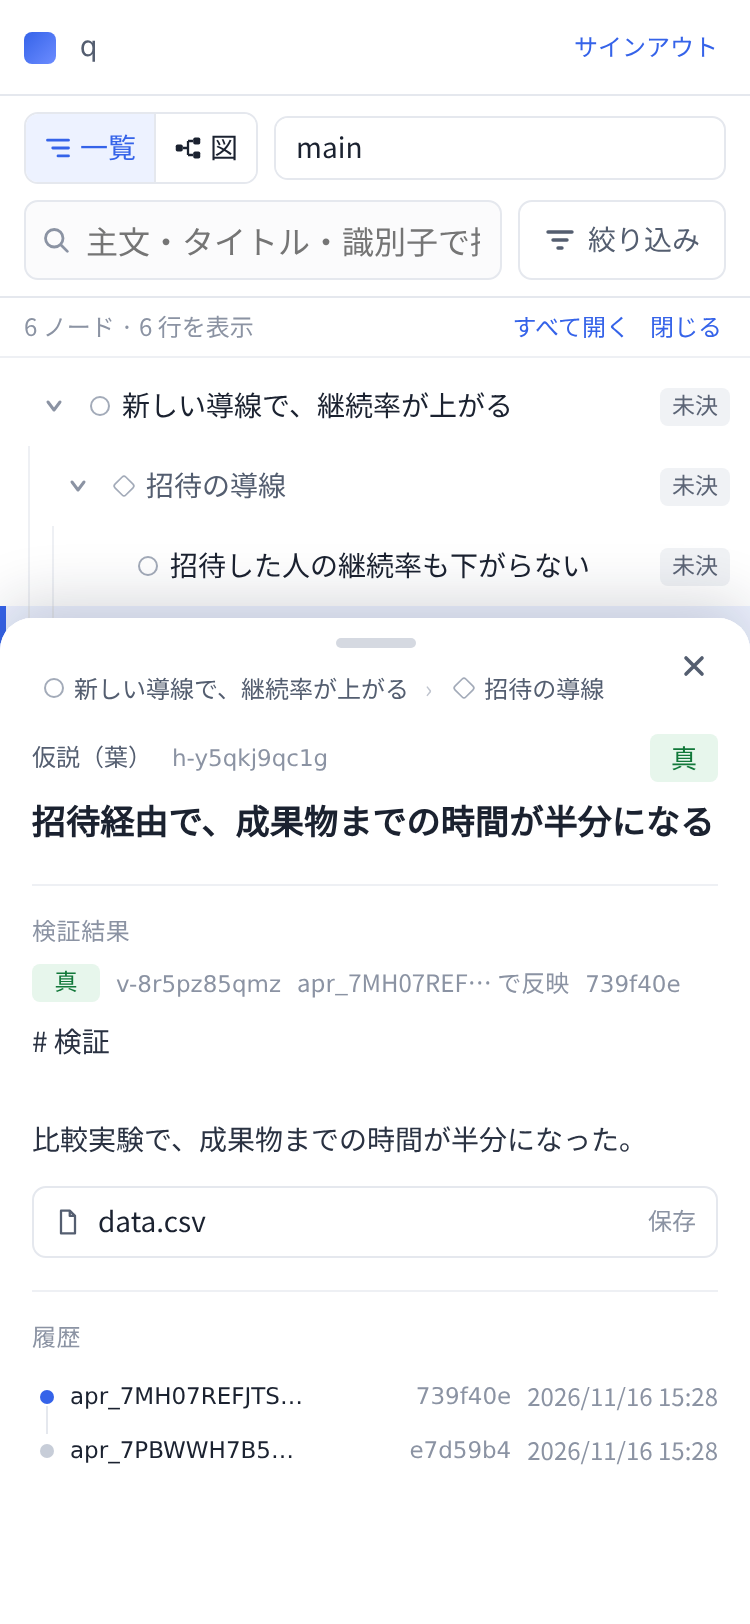 q サインアウト
一覧 図 main
主文・タイトル・識別子で 絞り込み
6 ノード · 6 行を表示 すべて開く 閉じる
新しい導線で、継続率が上がる 未決
招待の導線 未決
招待した人の継続率も下がらない 未決
新しい導線で、継続率が上がる › 招待の導線
仮説（葉） h-y5qkj9qc1g 真
招待経由で、成果物までの時間が半分になる
検証結果
真 v-8r5pz85qmz apr_7MH07REF… で反映 739f40e
# 検証
比較実験で、成果物までの時間が半分になった。
data.csv 保存
履歴
apr_7MH07REFJTS… 739f40e 2026/11/16 15:28
apr_7PBWWH7B5… e7d59b4 2026/11/16 15:28